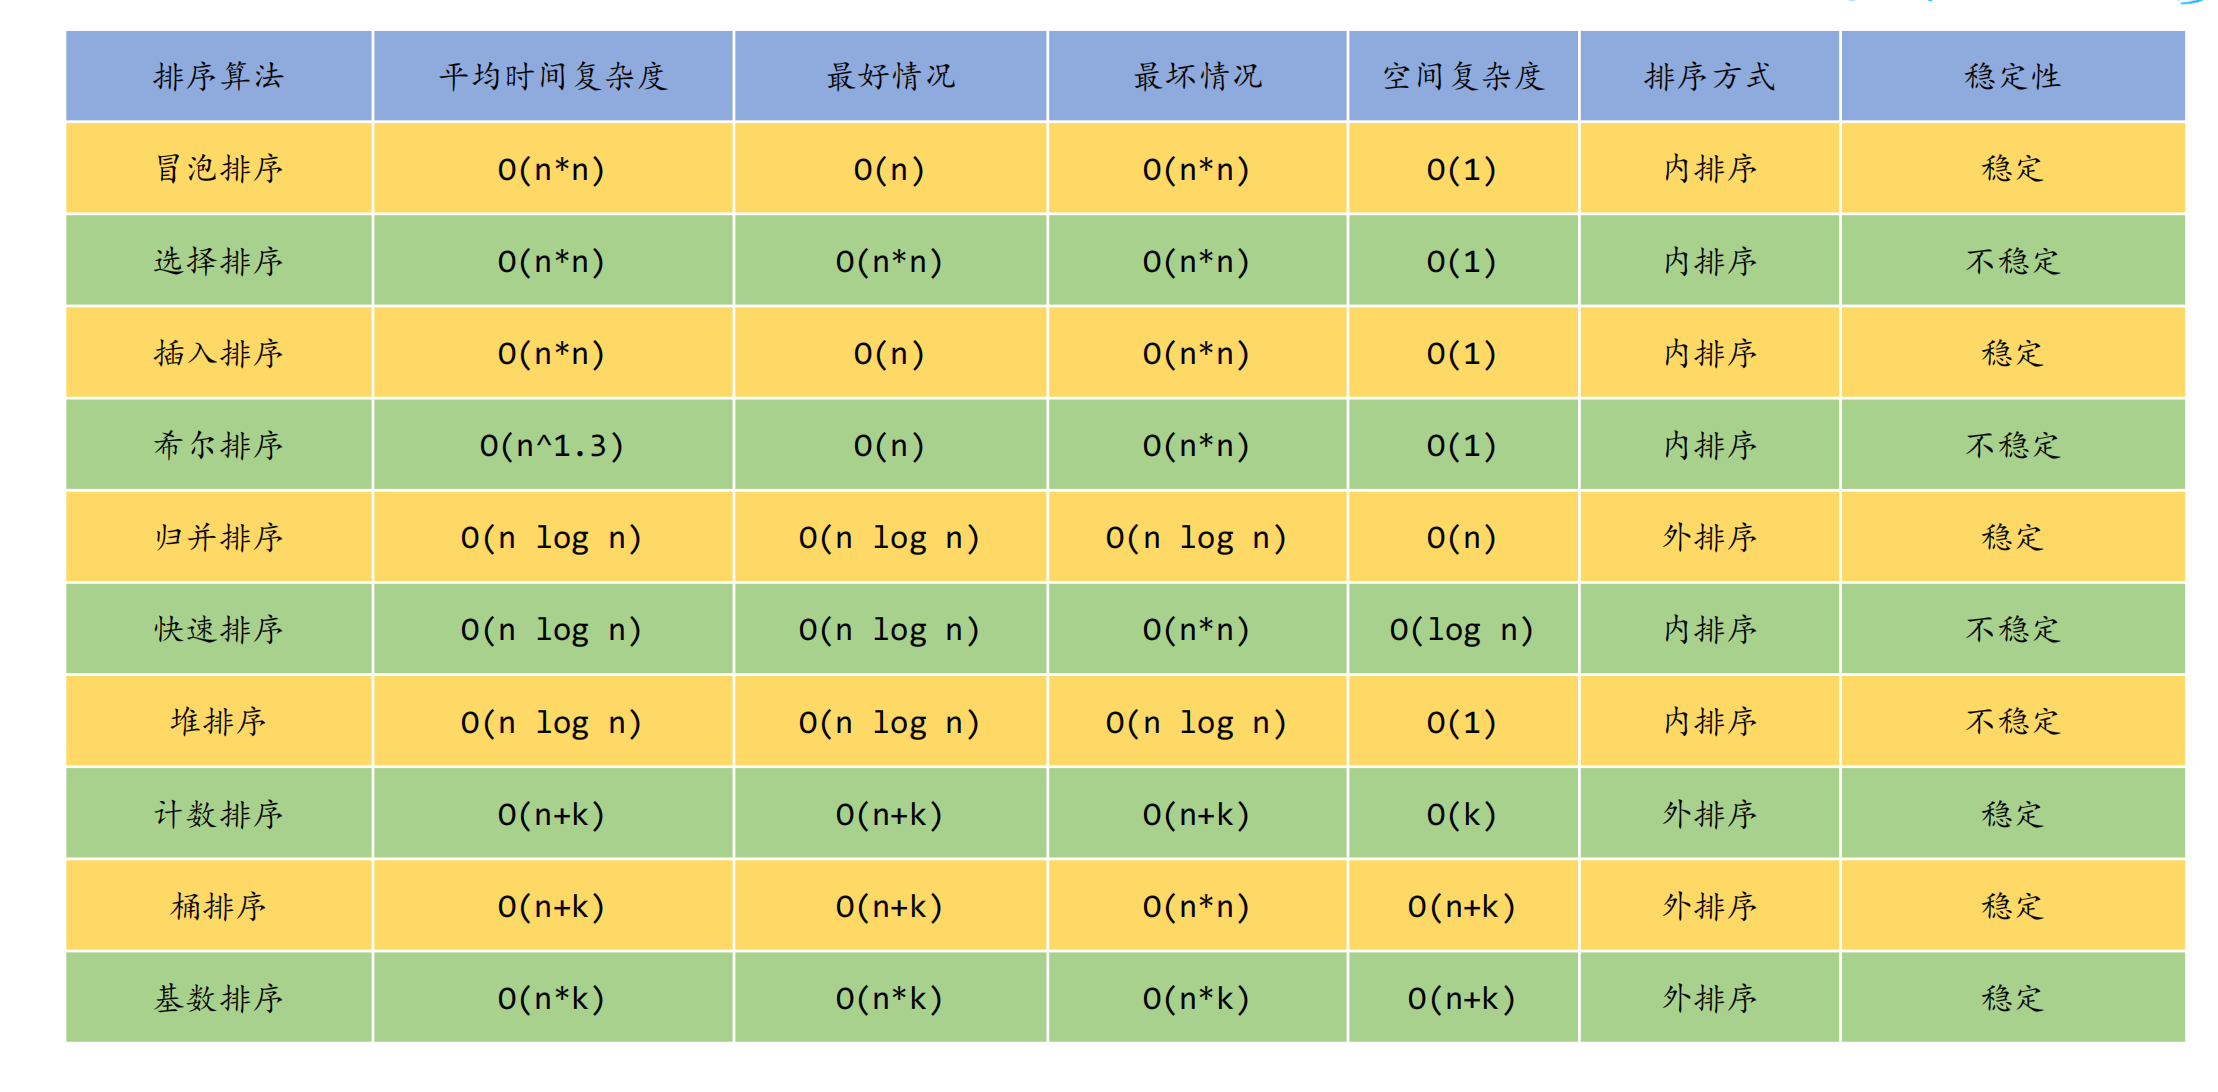 排序算法 平均时间复杂度 最好情况 最坏情况 空间复杂度 排序方式 稳定性
冒泡排序 O(n*n) O(n) O(n*n) O(1) 内排序 稳定
选择排序 O(n*n) O(n*n) O(n*n) O(1) 内排序 不稳定
插入排序 O(n*n) O(n) O(n*n) O(1) 内排序 稳定
希尔排序 O(n^1.3) O(n) O(n*n) O(1) 内排序 不稳定
归并排序 O(n log n) O(n log n) O(n log n) O(n) 外排序 稳定
快速排序 O(n log n) O(n log n) O(n*n) O(log n) 内排序 不稳定
堆排序 O(n log n) O(n log n) O(n log n) O(1) 内排序 不稳定
计数排序 O(n+k) O(n+k) O(n+k) O(k) 外排序 稳定
桶排序 O(n+k) O(n+k) O(n*n) O(n+k) 外排序 稳定
基数排序 O(n*k) O(n*k) O(n*k) O(n+k) 外排序 稳定